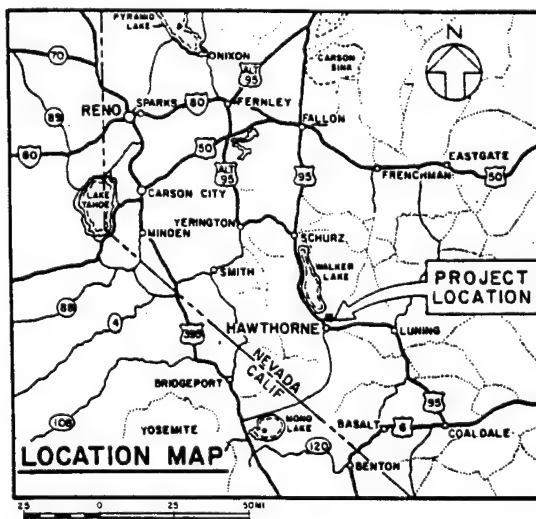 PYRAMID
LAKE
NIXON
CARSON
SINK
N
70
ALT
95
89
SPARKS
80
FERNLEY
RENO
FALLON
80
50
ALT
95
95
EASTGATE
FRENCHMAN
50
LAKE
TAHOE
CARSON CITY
YERINGTON
MINDEN
SCHURZ
WALKER
LAKE
PROJECT
LOCATION
SMITH
88
4
395
HAWTHORNE
LUNING
NEVADA
CALIF
BRIDGEPORT
95
108
YOSEMITE
MONO
LAKE
BASALT
6
COALDALE
120
LOCATION MAP
BENTON
25
0
25
50 MI